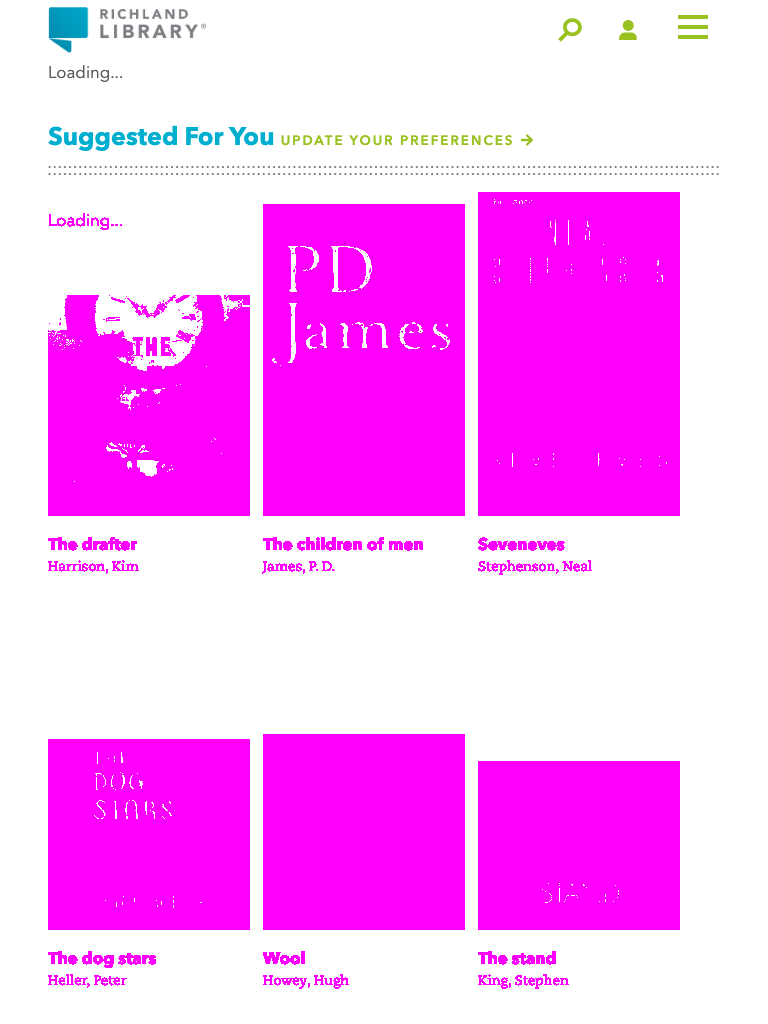 RICHLAND
LIBRARY®
Loading...
Suggested For You UPDATE YOUR PREFERENCES →
Loading...
THE
PD
James
The drafter
Harrison, Kim
The children of men
James, P. D.
Seveneves
Stephenson, Neal
THE
DOG
STARS
STAND
The dog stars
Heller, Peter
Wool
Howey, Hugh
The stand
King, Stephen